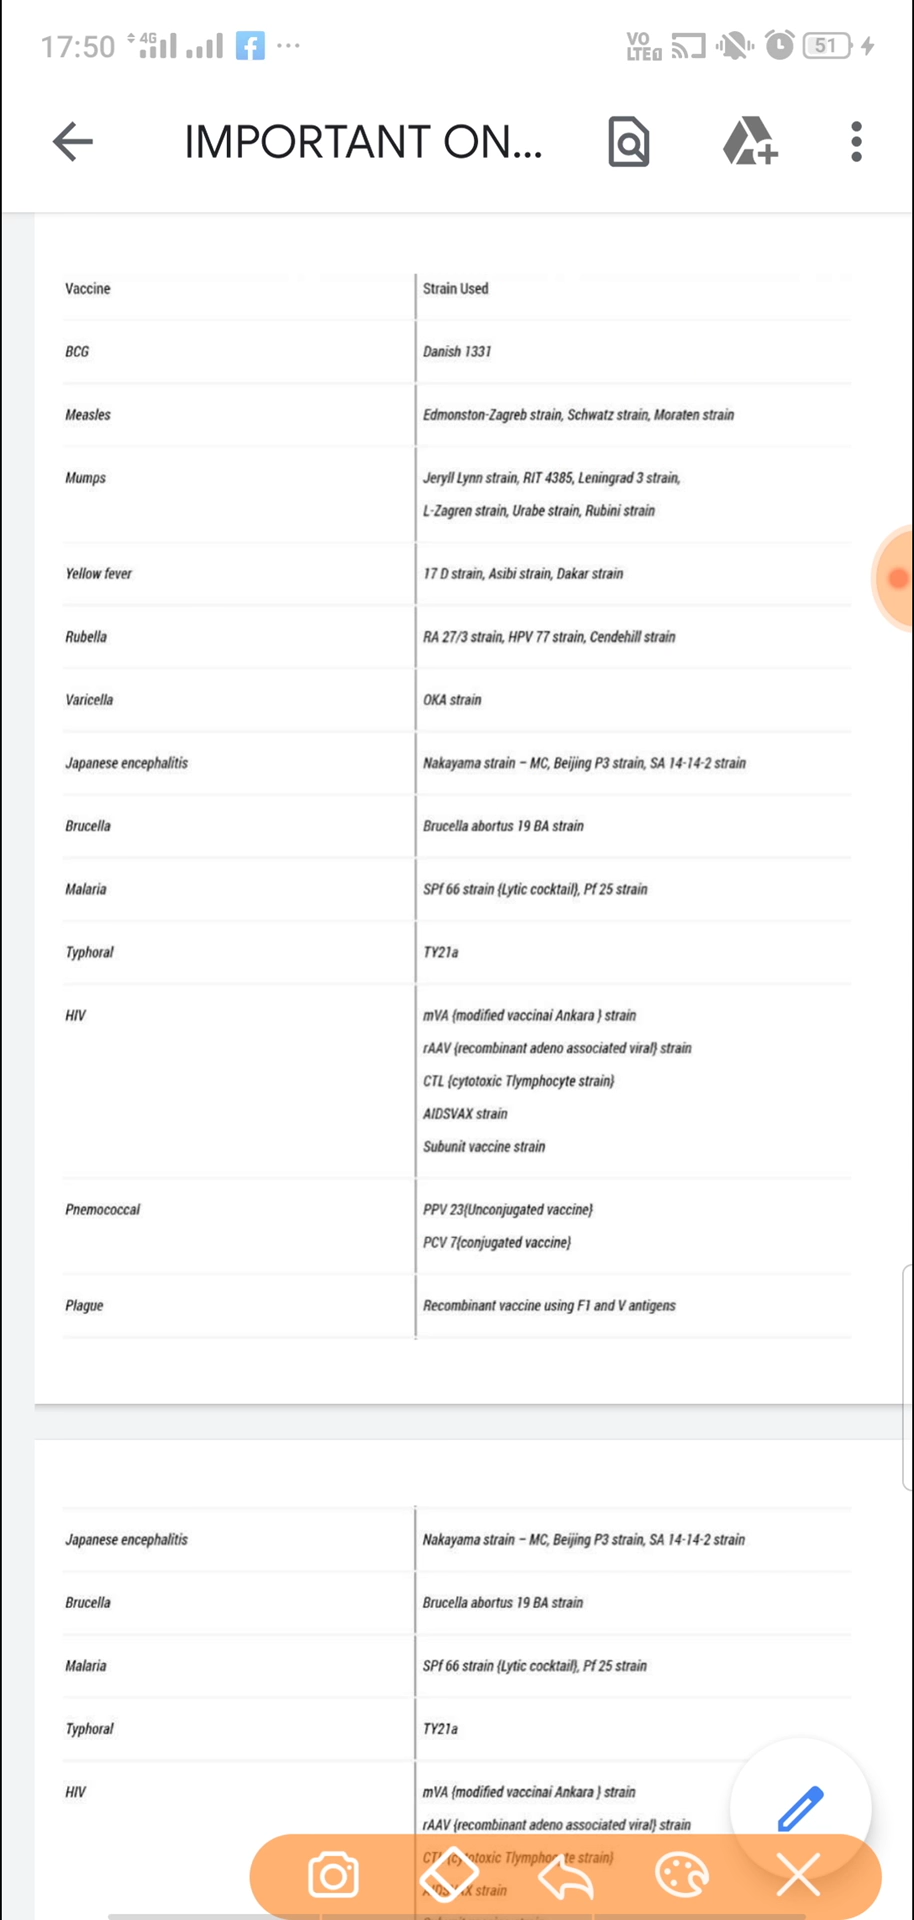 17:50 4G
VO LTE 51
IMPORTANT ON...
Vaccine Strain Used
BCG Danish 1331
Measles Edmonston-Zagreb strain, Schwatz strain, Moraten strain
Mumps Jeryll Lynn strain, RIT 4385, Leningrad 3 strain,
L-Zagren strain, Urabe strain, Rubini strain
Yellow fever 17 D strain, Asibi strain, Dakar strain
Rubella RA 27/3 strain, HPV 77 strain, Cendehill strain
Varicella OKA strain
Japanese encephalitis Nakayama strain – MC, Beijing P3 strain, SA 14-14-2 strain
Brucella Brucella abortus 19 BA strain
Malaria SPf 66 strain {Lytic cocktail}, Pf 25 strain
Typhoral TY21a
HIV mVA {modified vaccinai Ankara } strain
rAAV {recombinant adeno associated viral} strain
CTL {cytotoxic Tlymphocyte strain}
AIDSVAX strain
Subunit vaccine strain
Pnemococcal PPV 23{Unconjugated vaccine}
PCV 7{conjugated vaccine}
Plague Recombinant vaccine using F1 and V antigens
Japanese encephalitis Nakayama strain – MC, Beijing P3 strain, SA 14-14-2 strain
Brucella Brucella abortus 19 BA strain
Malaria SPf 66 strain {Lytic cocktail}, Pf 25 strain
Typhoral TY21a
HIV mVA {modified vaccinai Ankara } strain
rAAV {recombinant adeno associated viral} strain
strain}
strain